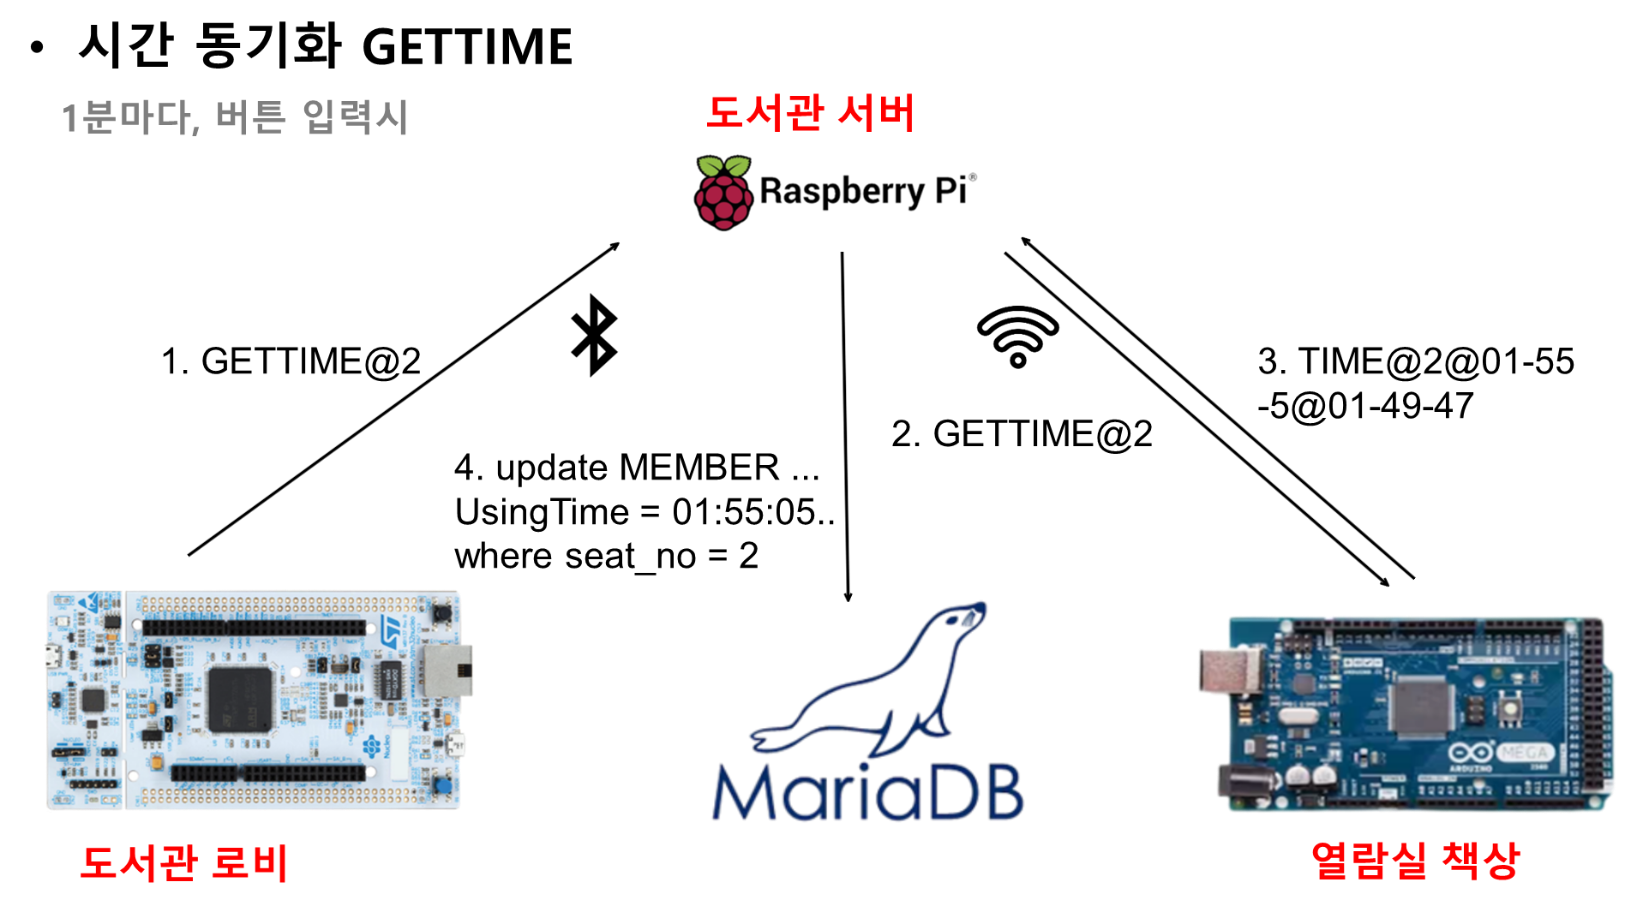 • 시간 동기화 GETTIME
1분마다, 버튼 입력시
도서관 서버
Raspberry Pi®
1. GETTIME@2
3. TIME@2@01-55
-5@01-49-47
2. GETTIME@2
4. update MEMBER ...
UsingTime = 01:55:05..
where seat_no = 2
MariaDB
Nucleo
ARDUINO
MEGA
도서관 로비
열람실 책상